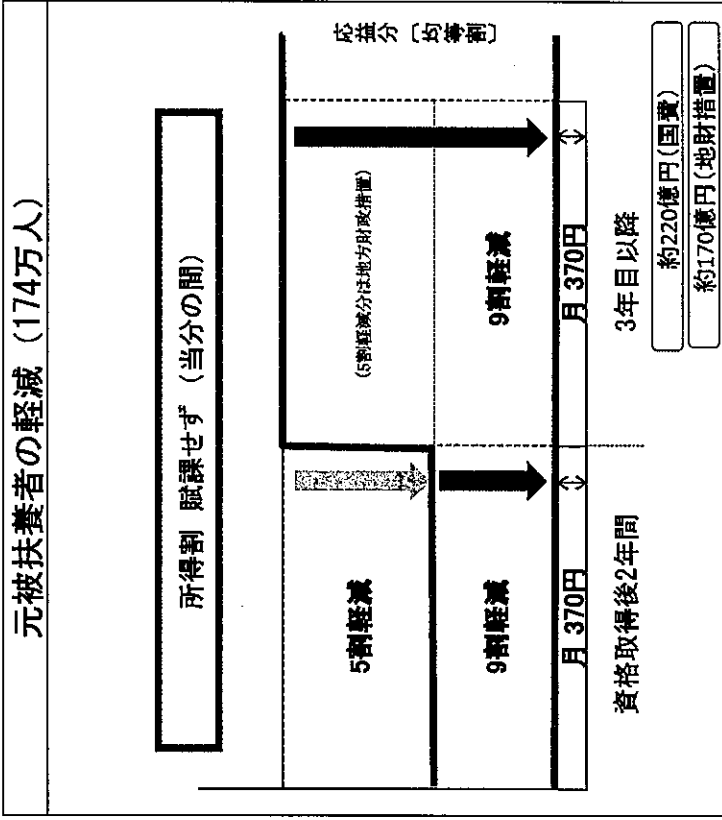 元被扶養者の軽減（174万人）
所得割 賦課せず（当分の間）
応益分〔均等割〕
5割軽減
(5割軽減分は地方財政措置)
9割軽減
9割軽減
月 370円
月 370円
資格取得後2年間
3年目以降
約220億円(国費)
約170億円(地財措置)